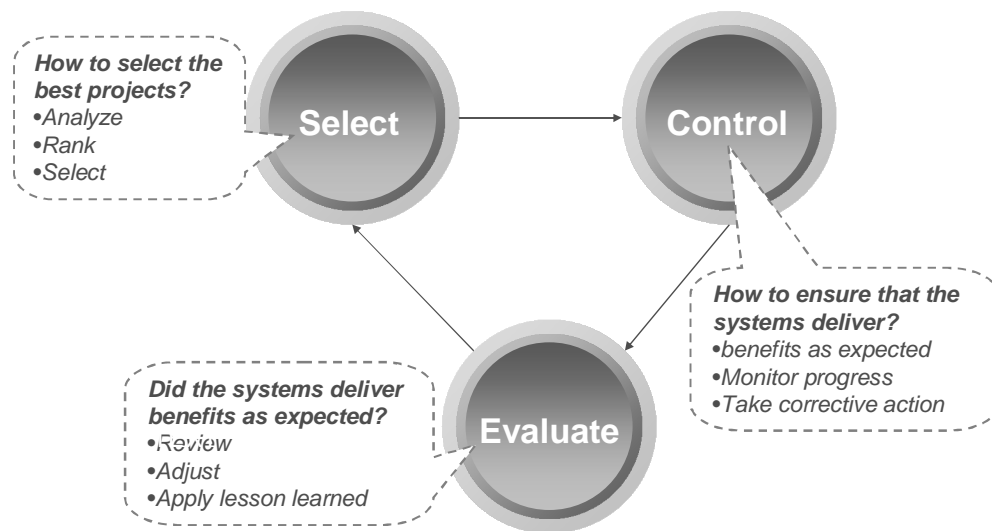 How to select the
best projects?
•Analyze
•Rank
•Select
Select
Control
How to ensure that the
systems deliver?
•benefits as expected
•Monitor progress
•Take corrective action
Did the systems deliver
benefits as expected?
•Review
•Adjust
•Apply lesson learned
Evaluate